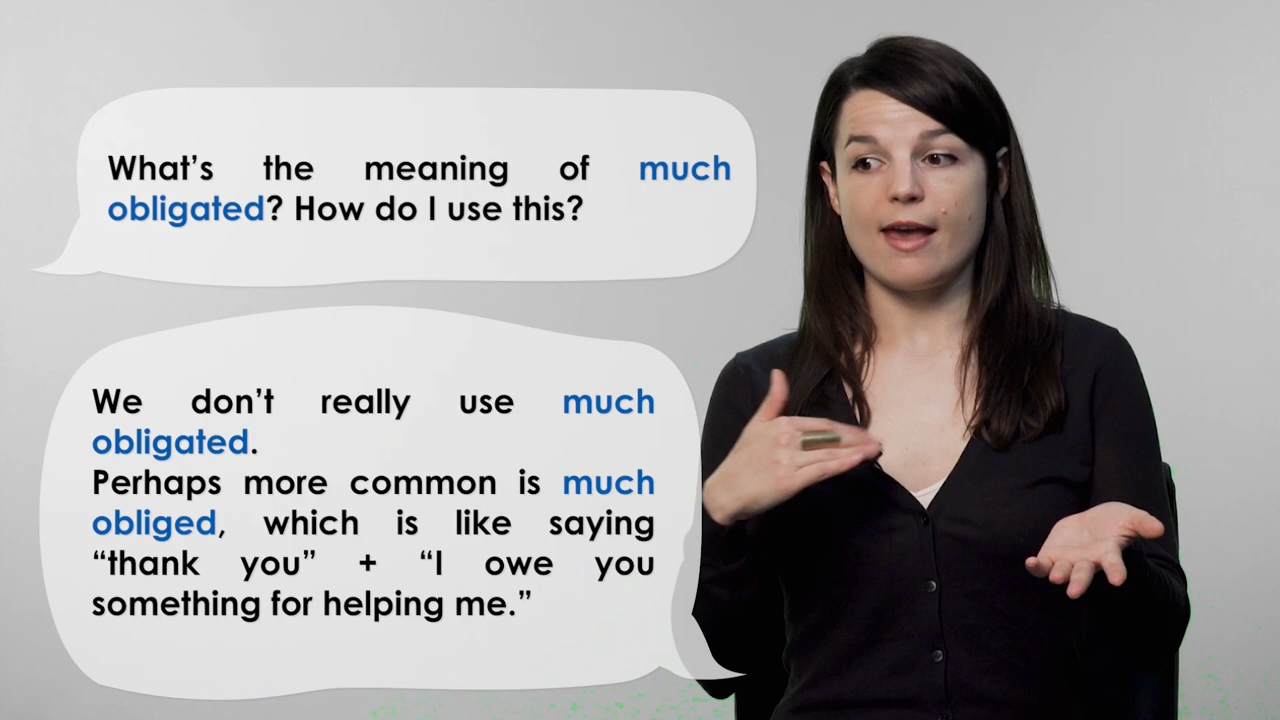 What’s the meaning of much
obligated? How do I use this?
We don’t really use much
obligated.
Perhaps more common is much
obliged, which is like saying
“thank you” + “I owe you
something for helping me.”